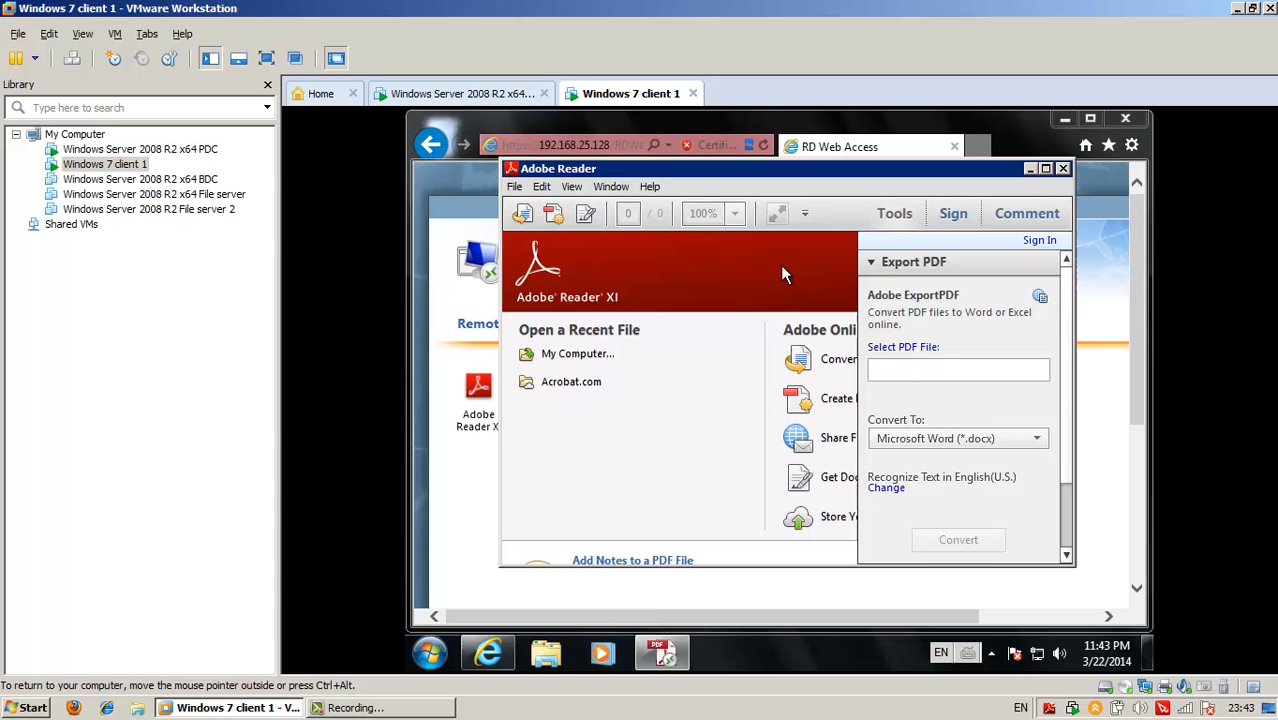 Windows 7 client 1 - VMware Workstation
File Edit View VM Tabs Help
Library
Type here to search
My Computer
Windows Server 2008 R2 x64 PDC
Windows 7 client 1
Windows Server 2008 R2 x64 BDC
Windows Server 2008 R2 x64 File server
Windows Server 2008 R2 File server 2
Shared VMs
Home
Windows Server 2008 R2 x64...
Windows 7 client 1
https://192.168.25.128/RDWe
Certifi...
RD Web Access
Adobe Reader
File Edit View Window Help
0 / 0
100%
Tools
Sign
Comment
Sign In
Adobe® Reader® XI
Export PDF
Adobe ExportPDF
Convert PDF files to Word or Excel
online.
Select PDF File:
Convert To:
Microsoft Word (*.docx)
Recognize Text in English(U.S.)
Change
Convert
Open a Recent File
My Computer...
Acrobat.com
Adobe Onli
Conver
Create
Share F
Get Doc
Store Yo
Add Notes to a PDF File
Remot
Adobe
Reader X
PDF
EN
11:43 PM
3/22/2014
To return to your computer, move the mouse pointer outside or press Ctrl+Alt.
Start
Windows 7 client 1 - V...
Recording...
EN
23:43